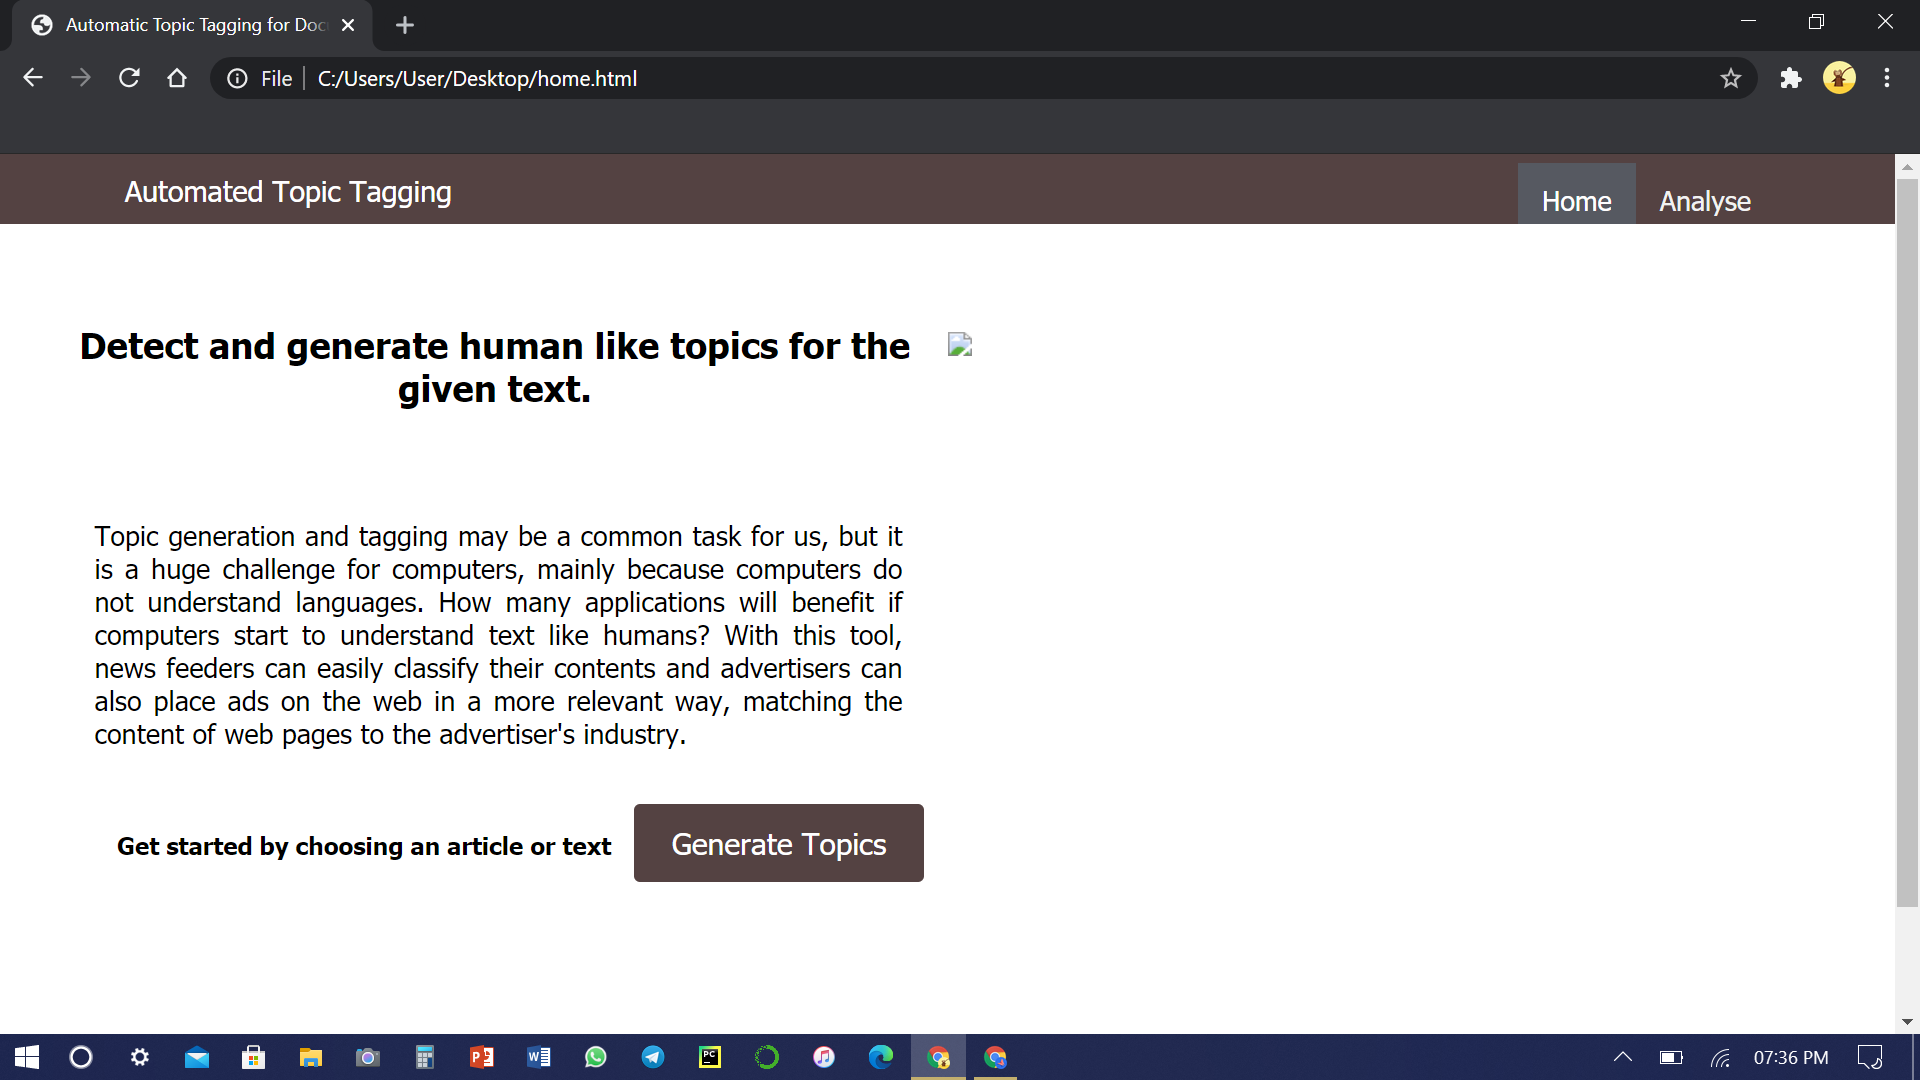 Automatic Topic Tagging for Doc
File
C:/Users/User/Desktop/home.html
Automated Topic Tagging
Home
Analyse
Detect and generate human like topics for the
given text.
Topic generation and tagging may be a common task for us, but it
is a huge challenge for computers, mainly because computers do
not understand languages. How many applications will benefit if
computers start to understand text like humans? With this tool,
news feeders can easily classify their contents and advertisers can
also place ads on the web in a more relevant way, matching the
content of web pages to the advertiser's industry.
Get started by choosing an article or text
Generate Topics
07:36 PM